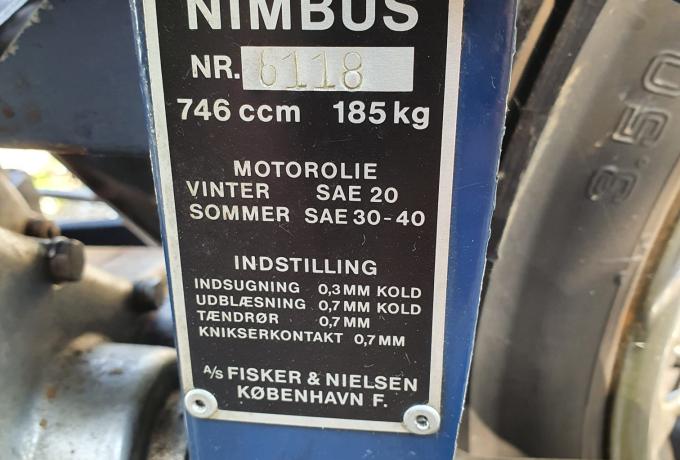 NIMBUS
NR. 6118
746 ccm 185 kg
MOTOROLIE
VINTER SAE 20
SOMMER SAE 30-40
INDSTILLING
INDSUGNING 0,3 MM KOLD
UDBLÆSNING 0,7 MM KOLD
TÆNDRØR 0,7 MM
KNIKSERKONTAKT 0,7 MM
A/S FISKER & NIELSEN
KØBENHAVN F.
3.50